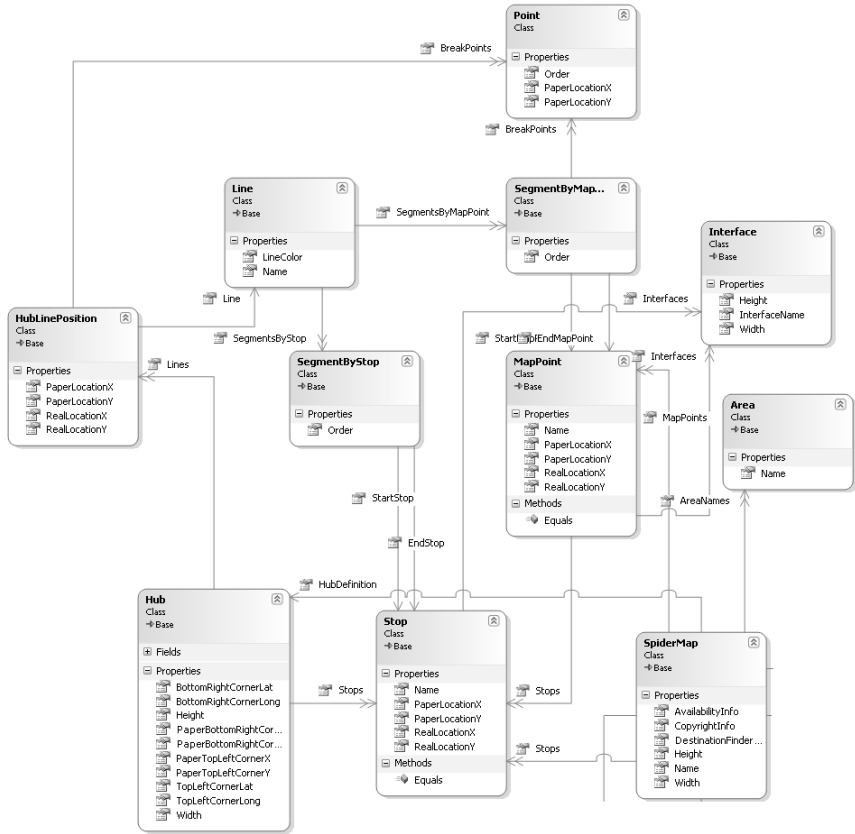 Point
Class
Properties
Order
PaperLocationX
PaperLocationY
BreakPoints
BreakPoints
Line
Class
Base
Properties
LineColor
Name
SegmentsByMapPoint
SegmentByMap...
Class
Base
Properties
Order
Interface
Class
Base
Properties
Height
InterfaceName
Width
Interfaces
Line
HubLinePosition
Class
Base
Properties
PaperLocationX
PaperLocationY
RealLocationX
RealLocationY
Lines
SegmentsByStop
SegmentByStop
Class
Base
Properties
Order
EndMapPoint
MapPoint
Class
Base
Properties
Name
PaperLocationX
PaperLocationY
RealLocationX
RealLocationY
Methods
Equals
Interfaces
MapPoints
Area
Class
Base
Properties
Name
AreaNames
StartStop
EndStop
HubDefinition
Hub
Class
Base
Fields
Properties
BottomRightCornerLat
BottomRightCornerLong
Height
PaperBottomRightCor...
PaperBottomRightCor...
PaperTopLeftCornerX
PaperTopLeftCornerY
TopLeftCornerLat
TopLeftCornerLong
Width
Stops
Stop
Class
Base
Properties
Name
PaperLocationX
PaperLocationY
RealLocationX
RealLocationY
Methods
Equals
Stops
Stops
SpiderMap
Class
Base
Properties
AvailabilityInfo
CopyrightInfo
DestinationFinder...
Height
Name
Width